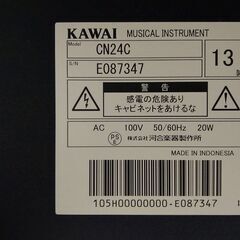 KAWAI MUSICAL INSTRUMENT
Model CN24C
S/N E087347
13
警告
感電の危険あり
キャビネットをあけるな
AC 100V 50/60Hz 20W
PSE 株式会社 河合楽器製作所
MADE IN INDONESIA
105H00000000-E087347